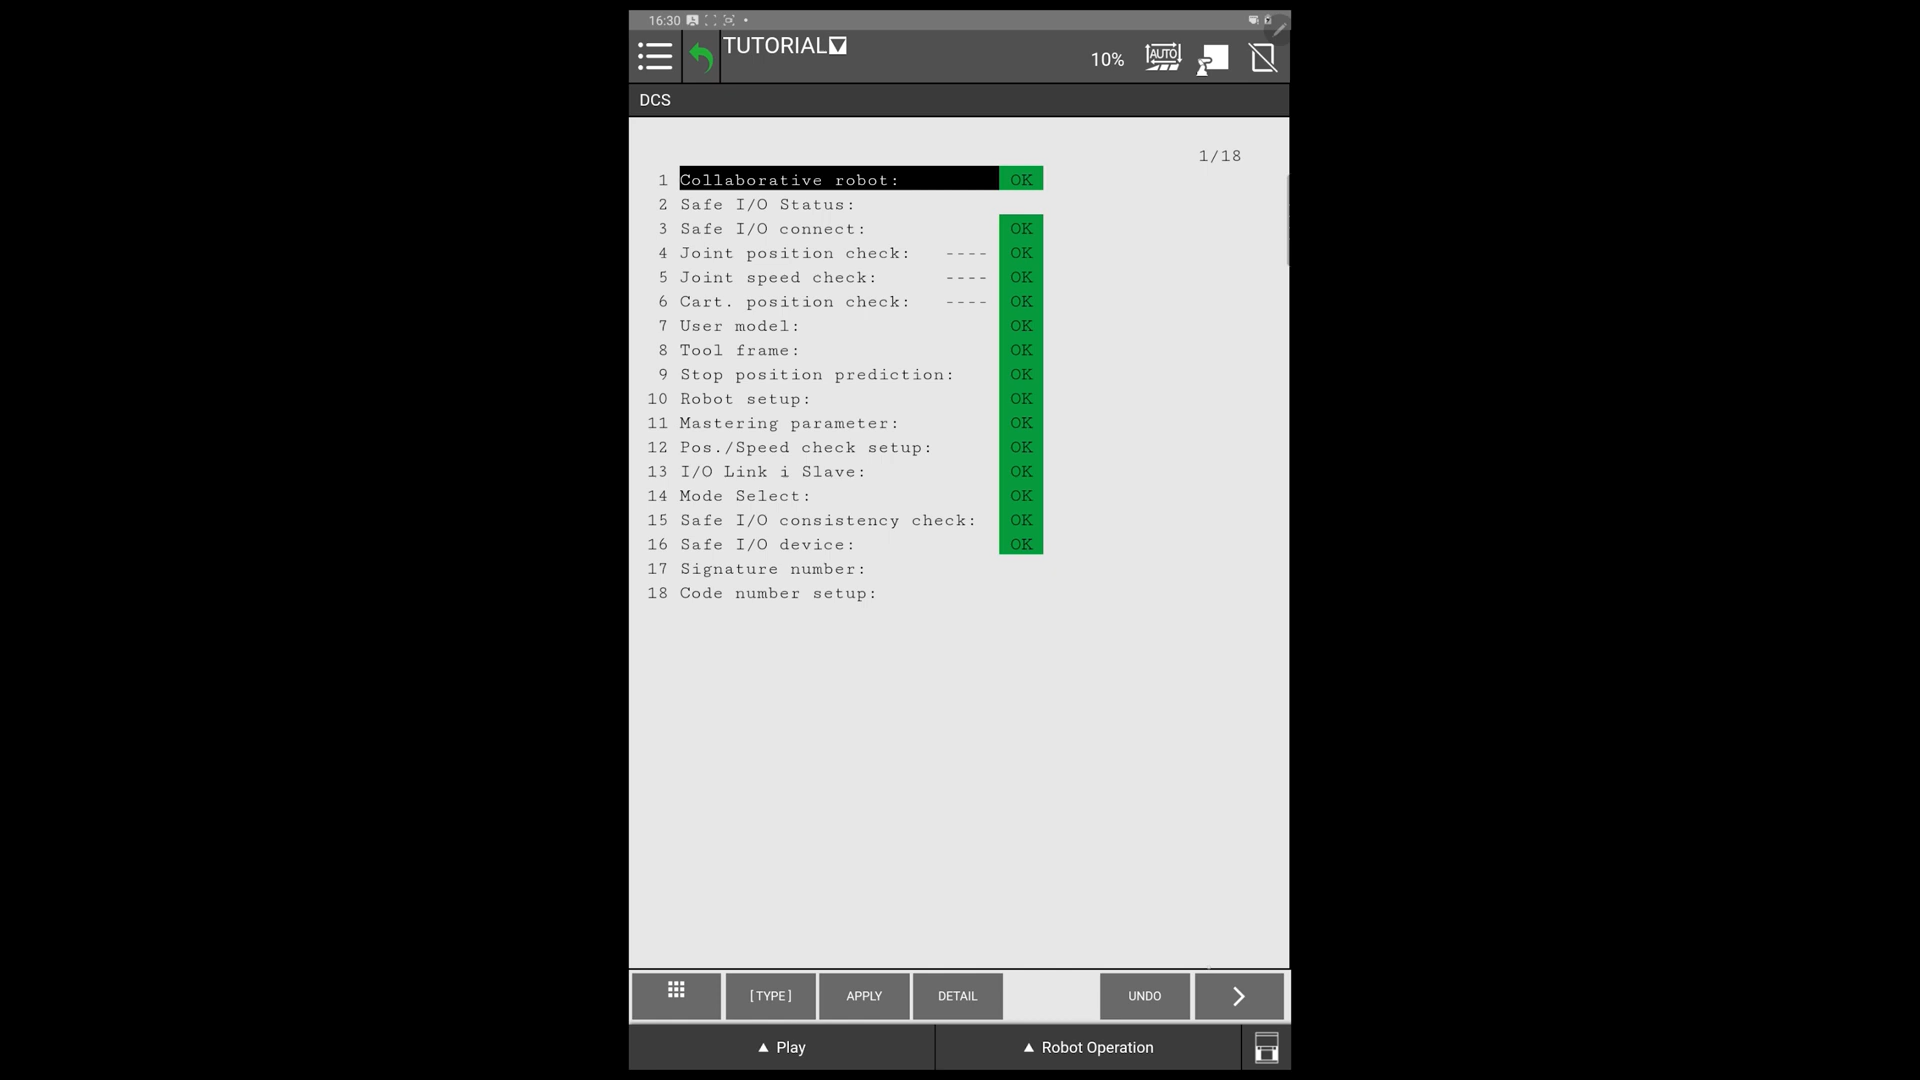 16:30
TUTORIAL
10%
AUTO
DCS
1/18
1 Collaborative robot: OK
2 Safe I/O Status:
3 Safe I/O connect: OK
4 Joint position check: ---- OK
5 Joint speed check: ---- OK
6 Cart. position check: ---- OK
7 User model: OK
8 Tool frame: OK
9 Stop position prediction: OK
10 Robot setup: OK
11 Mastering parameter: OK
12 Pos./Speed check setup: OK
13 I/O Link i Slave: OK
14 Mode Select: OK
15 Safe I/O consistency check: OK
16 Safe I/O device: OK
17 Signature number:
18 Code number setup:
[ TYPE ] APPLY DETAIL UNDO
Play Robot Operation